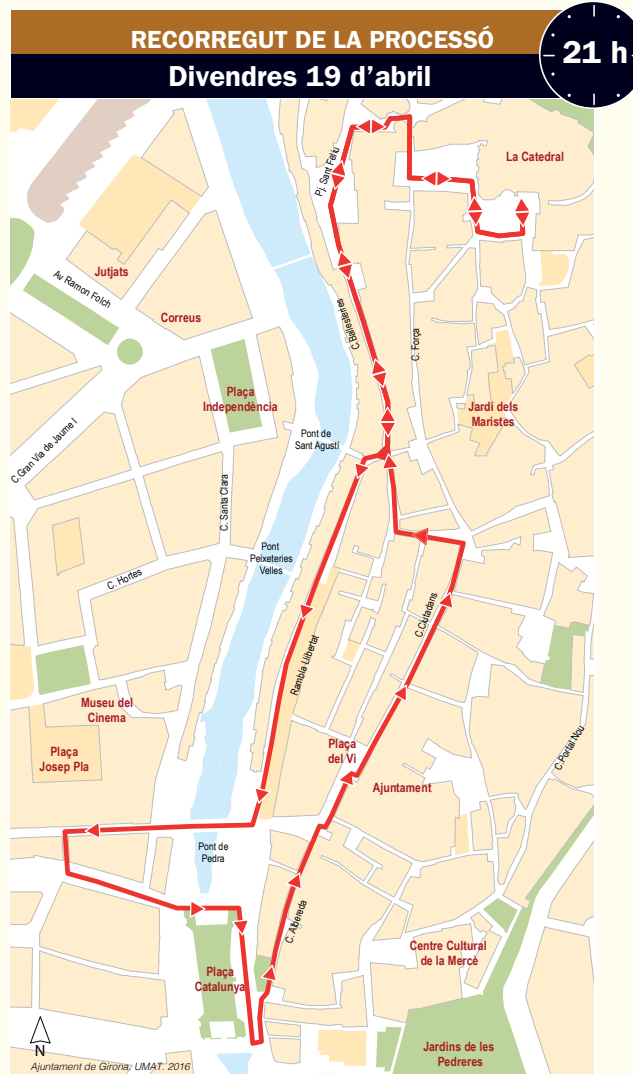 RECORREGUT DE LA PROCESSÓ
Divendres 19 d’abril
21 h
La Catedral
Pj. Sant Feliu
Jutjats
Av Ramon Folch
Correus
C.Ballesteries
C. Força
Plaça
Independència
Jardí dels
Maristes
Pont de
Sant Agustí
C.Gran Via de Jaume I
C. Santa Clara
Pont
Peixeteries
Velles
C. Hortes
C.Ciutadans
Rambla Llibertat
Museu del
Cinema
C.Portal Nou
Plaça
Josep Pla
Plaça
del Vi
Ajuntament
Pont de
Pedra
C. Albereda
Centre Cultural
de la Mercè
Plaça
Catalunya
Jardins de les
Pedreres
N
Ajuntament de Girona. UMAT. 2016